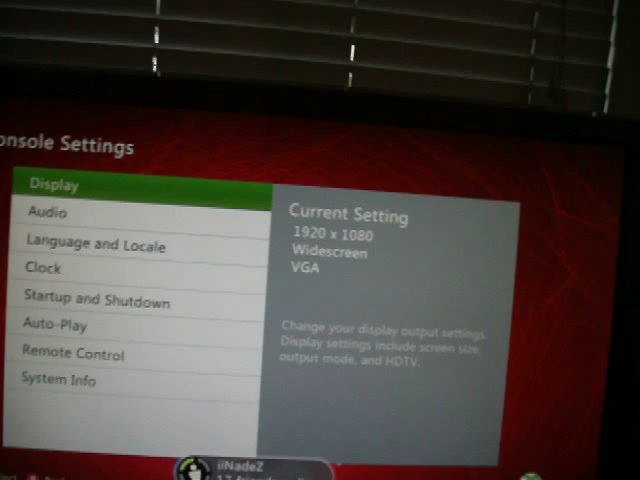 onsole Settings
Display
Audio
Language and Locale
Clock
Startup and Shutdown
Auto-Play
Remote Control
System Info
Current Setting
1920 x 1080
Widescreen
VGA
Change your display output settings.
Display settings include screen size,
output mode, and HDTV.
iiNadeZ